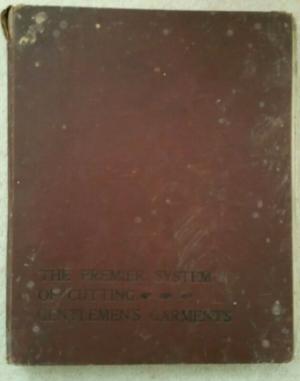 THE PREMIER SYSTEM
OF CUTTING
GENTLEMEN'S GARMENTS